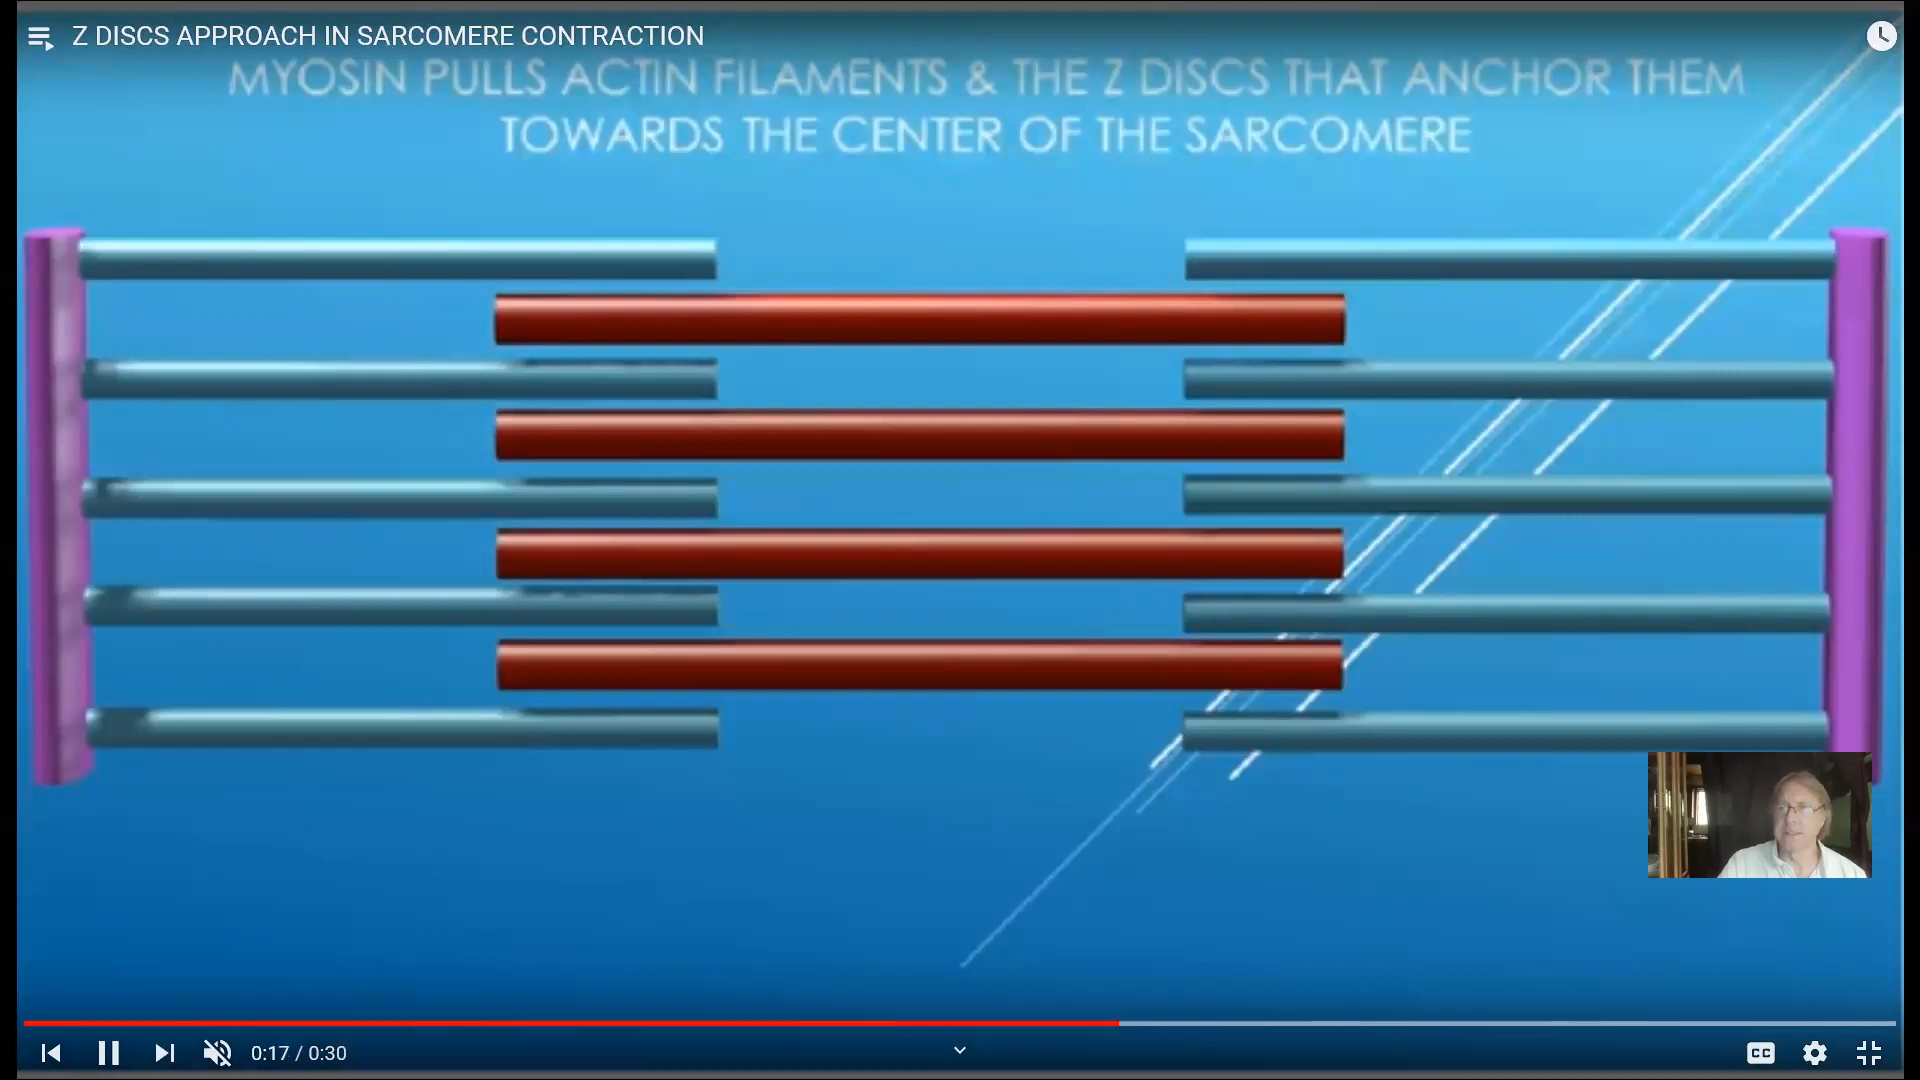 Z DISCS APPROACH IN SARCOMERE CONTRACTION
MYOSIN PULLS ACTIN FILAMENTS & THE Z DISCS THAT ANCHOR THEM
TOWARDS THE CENTER OF THE SARCOMERE
0:17 / 0:30
CC